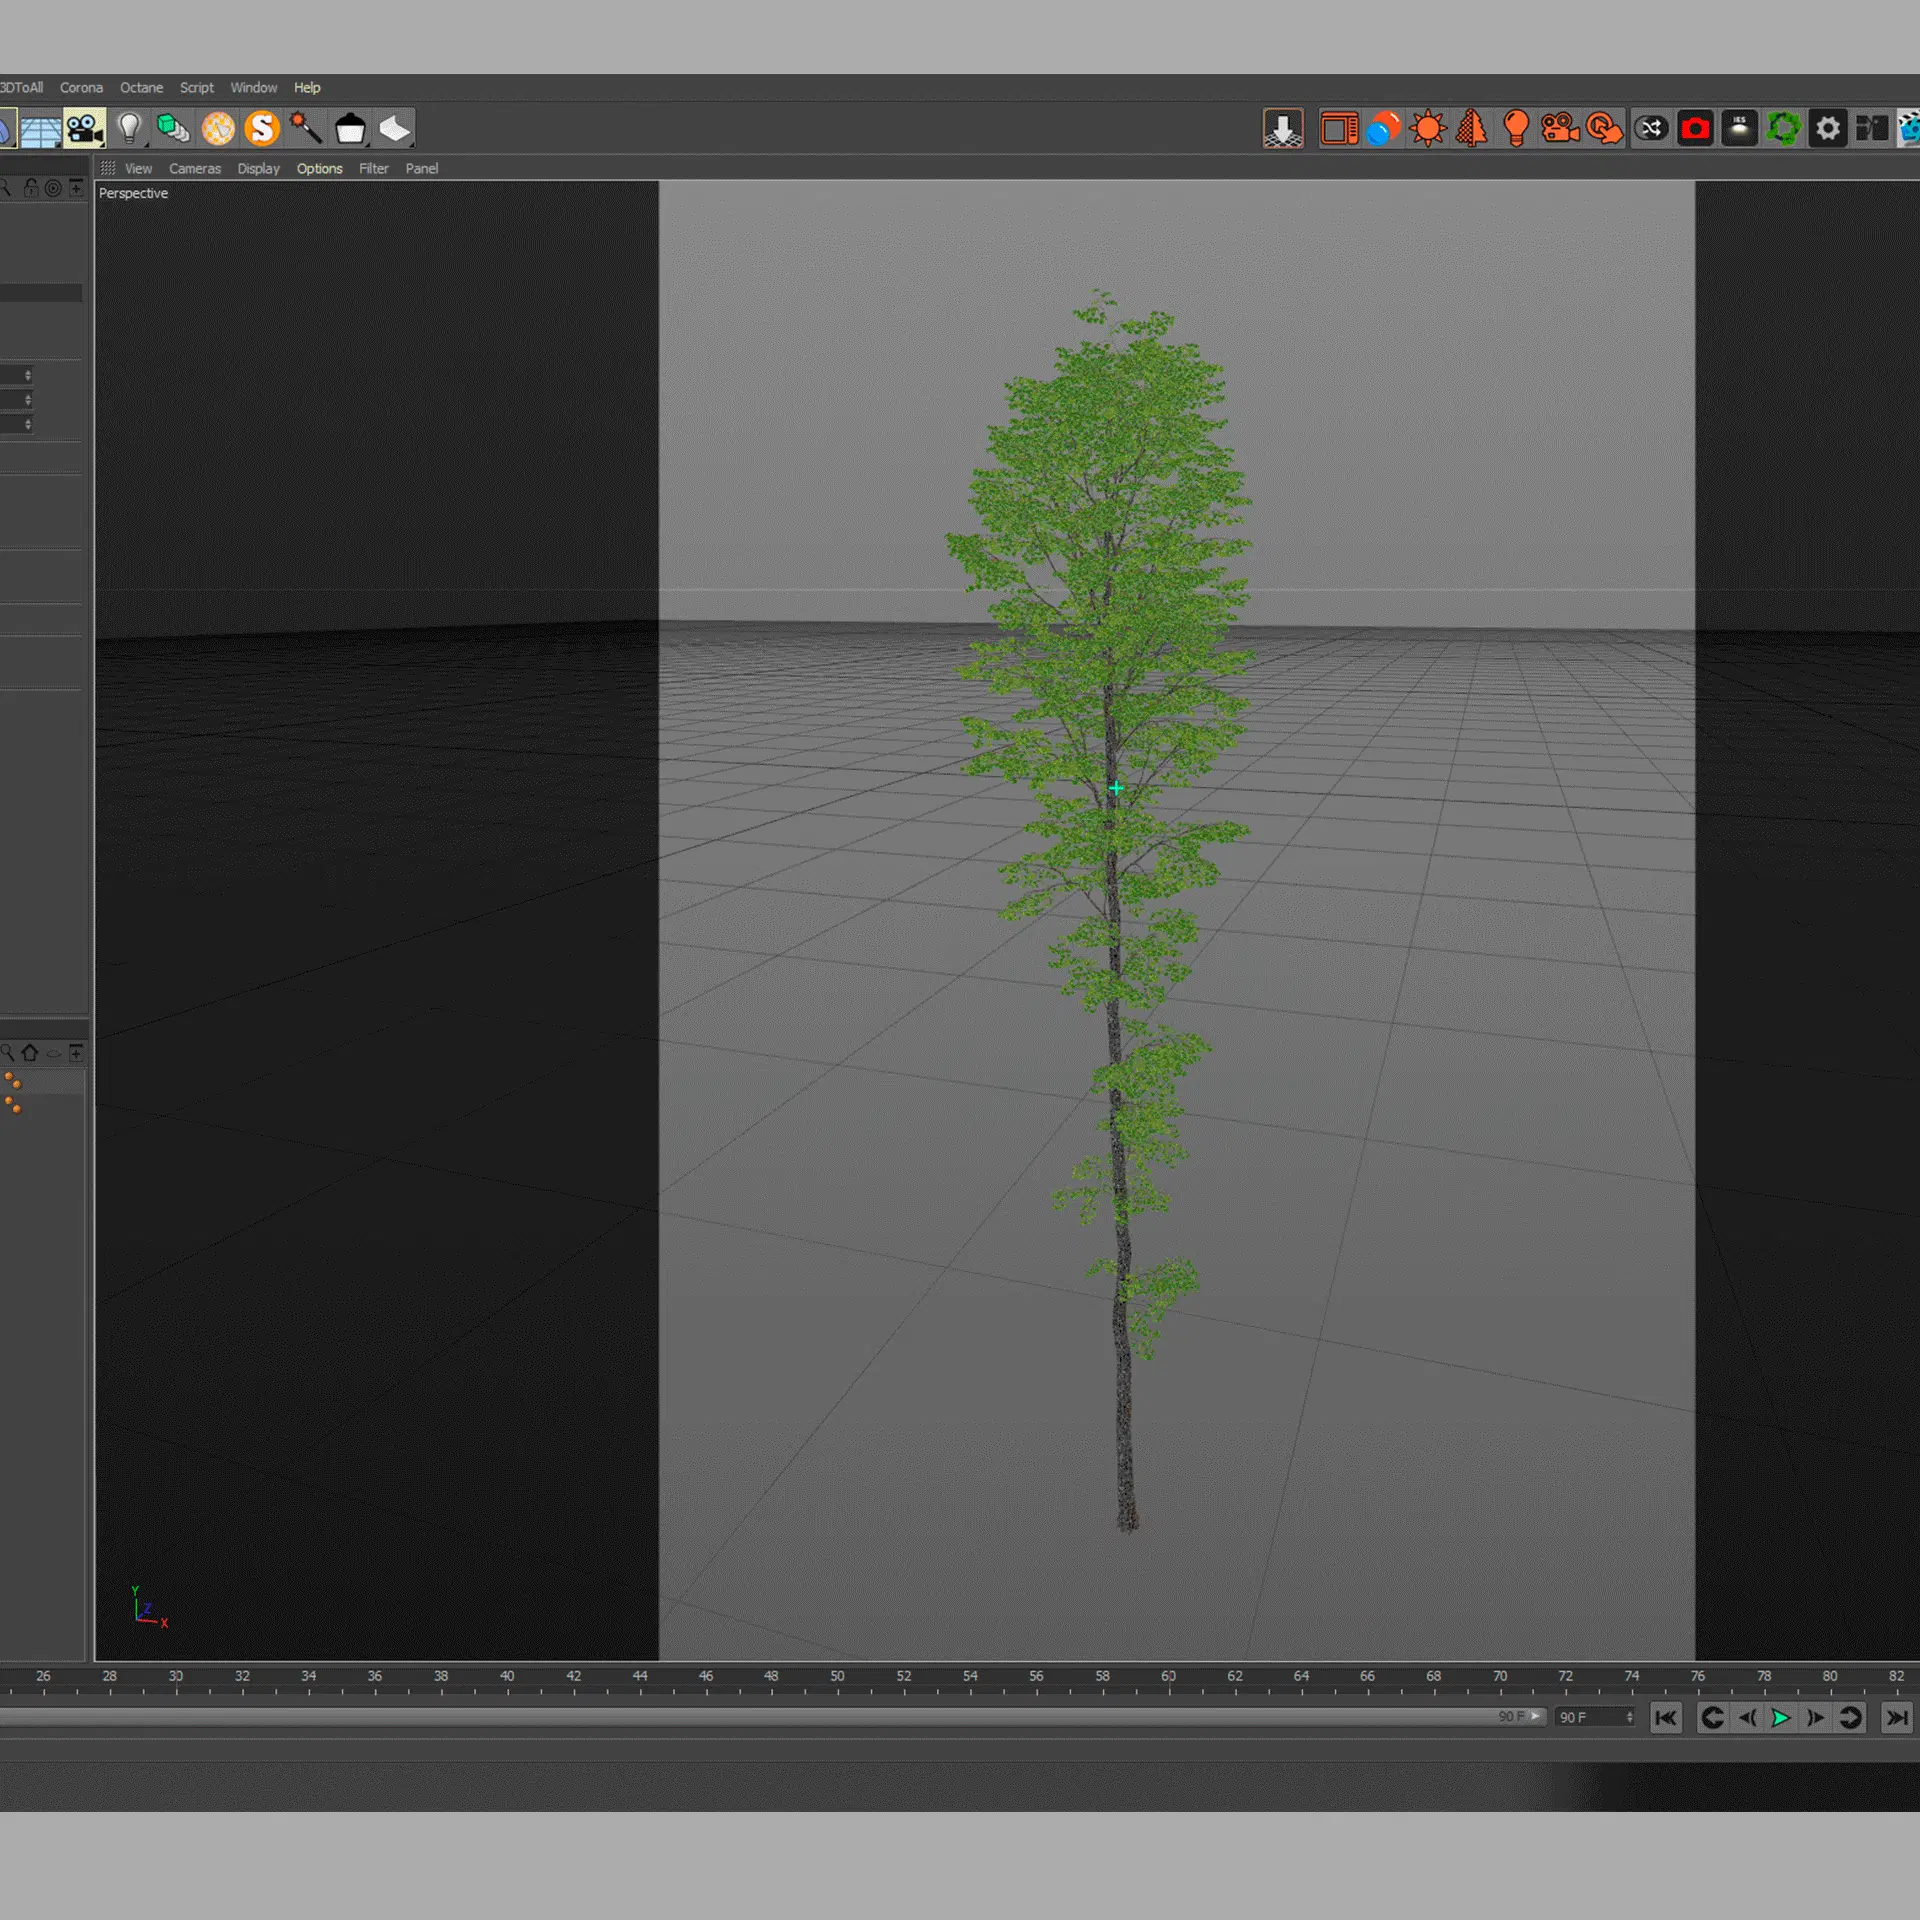 3DToAll Corona Octane Script Window Help
S IES
View Cameras Display Options Filter Panel
Perspective
Y
Z
X
26 28 30 32 34 36 38 40 42 44 46 48 50 52 54 56 58 60 62 64 66 68 70 72 74 76 78 80 82
90 F 90 F